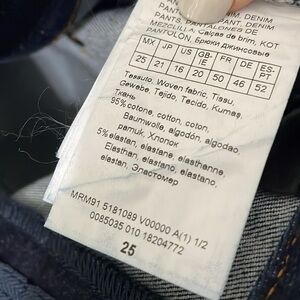 DENIM
PANTS, PANTALONES DE
MEZCLILLA, Calças de brim, KOT
PANTOLON, Брюки джинсовые
MX JP US GB-IE FR DE ES-PT
25 21 16 20 50 46 52
Tessuto, Woven fabric, Tissu,
Gewebe, Tejido, Tecido, Kumaş,
Ткань
95% cotone, cotton, coton,
Baumwolle, algodón, algodao
pamuk, Хлопок
5% elastan, elastane, elasthanne,
Elasthan, elastano, elastano,
elastan, Эластомер
MRM91 5181089 V00000 A(1) 1/2
0085035 010 18204772
25